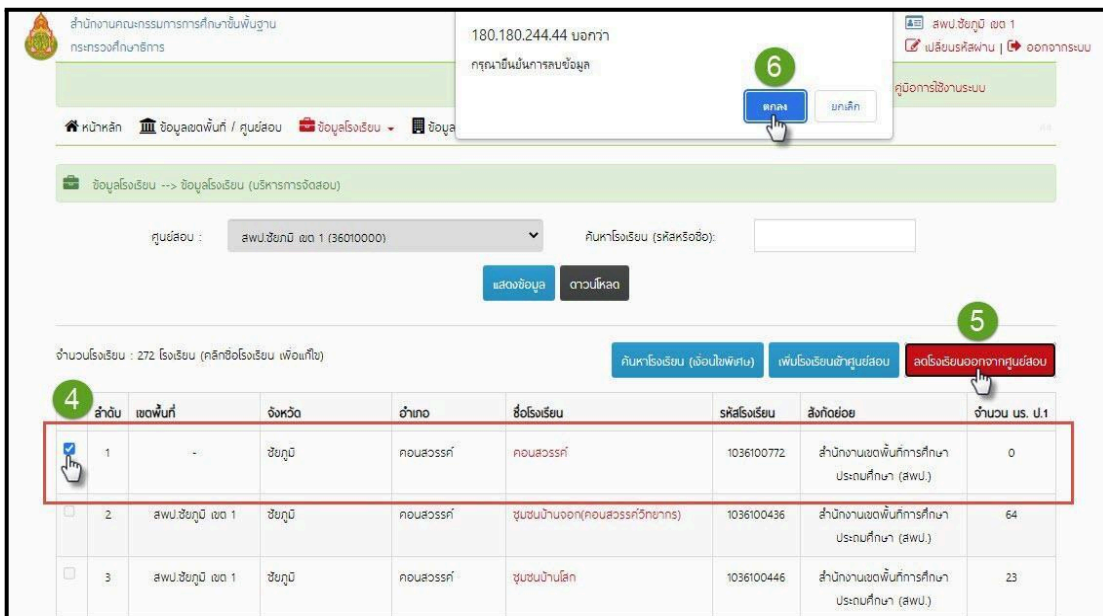 สำนักงานคณะกรรมการการศึกษาขั้นพื้นฐาน
กระทรวงศึกษาธิการ
180.180.244.44 บอกว่า
กรุณายืนยันการลบข้อมูล
6
ตกลง
ยกเลิก
สพป.ชัยภูมิ เขต 1
เปลี่ยนรหัสผ่าน | ออกจากระบบ
คู่มือการใช้งานระบบ
หน้าหลัก ข้อมูลเขตพื้นที่ / ศูนย์สอบ ข้อมูลโรงเรียน
ข้อมูลโรงเรียน --> ข้อมูลโรงเรียน (บริหารการจัดสอบ)
ศูนย์สอบ : สพป.ชัยภูมิ เขต 1 (36010000) ค้นหาโรงเรียน (รหัสหรือชื่อ):
แสดงข้อมูล ดาวน์โหลด
5
จำนวนโรงเรียน : 272 โรงเรียน (คลิกชื่อโรงเรียน เพื่อแก้ไข) ค้นหาโรงเรียน (เงื่อนไขพิเศษ) เพิ่มโรงเรียนเข้าศูนย์สอบ ลดโรงเรียนออกจากศูนย์สอบ
4
ลำดับ เขตพื้นที่ จังหวัด อำเภอ ชื่อโรงเรียน รหัสโรงเรียน สังกัดย่อย จำนวน นร. ป.1
1 - ชัยภูมิ คอนสวรรค์ คอนสวรรค์ 1036100772 สำนักงานเขตพื้นที่การศึกษา 0
ประถมศึกษา (สพป.)
2 สพป.ชัยภูมิ เขต 1 ชัยภูมิ คอนสวรรค์ ชุมชนบ้านจอก(คอนสวรรค์วิทยากร) 1036100436 สำนักงานเขตพื้นที่การศึกษา 64
ประถมศึกษา (สพป.)
3 สพป.ชัยภูมิ เขต 1 ชัยภูมิ คอนสวรรค์ ชุมชนบ้านโสก 1036100446 สำนักงานเขตพื้นที่การศึกษา 23
ประถมศึกษา (สพป.)